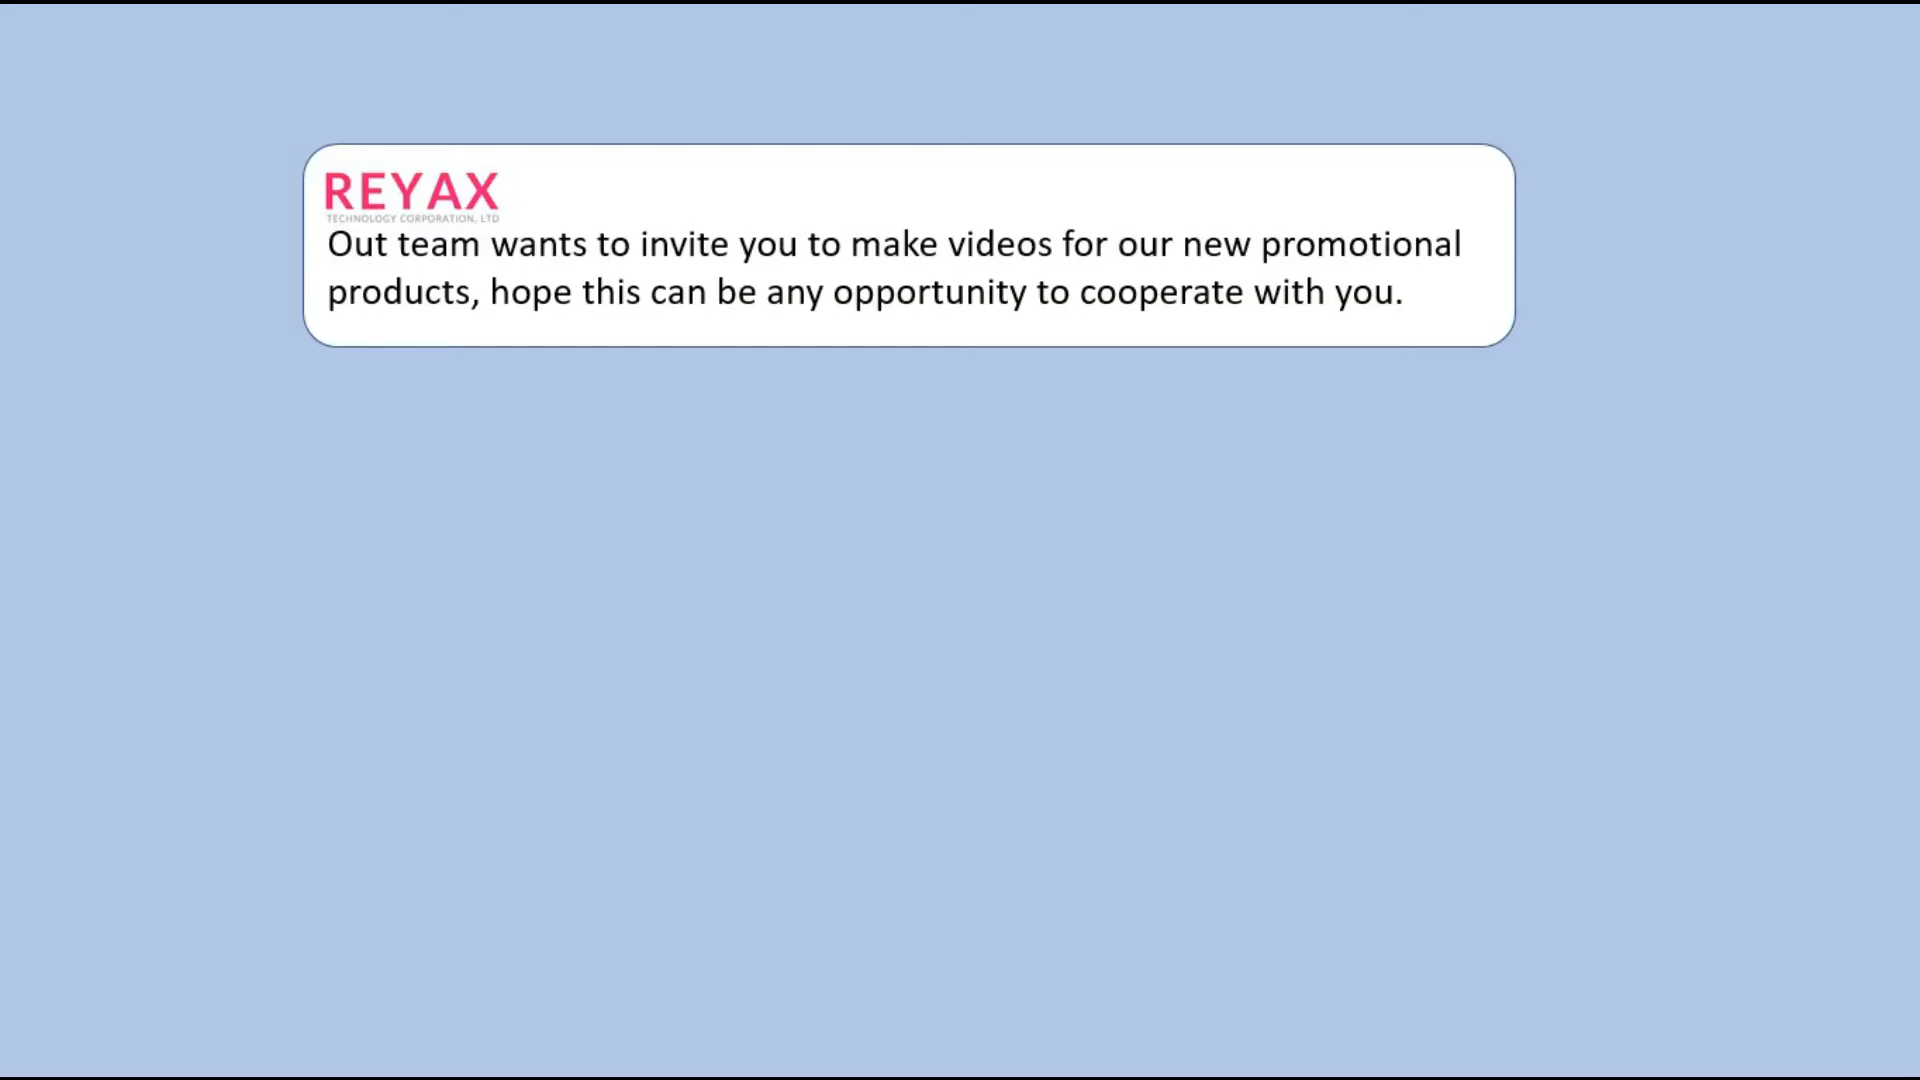 REYAX
TECHNOLOGY CORPORATION, LTD
Out team wants to invite you to make videos for our new promotional
products, hope this can be any opportunity to cooperate with you.